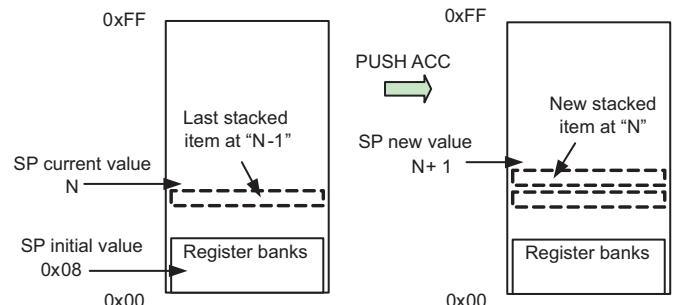 0xFF
Last stacked
item at "N-1"
SP current value
N
SP initial value
0x08
Register banks
0x00
PUSH ACC
0xFF
New stacked
item at "N"
SP new value
N+ 1
Register banks
0x00